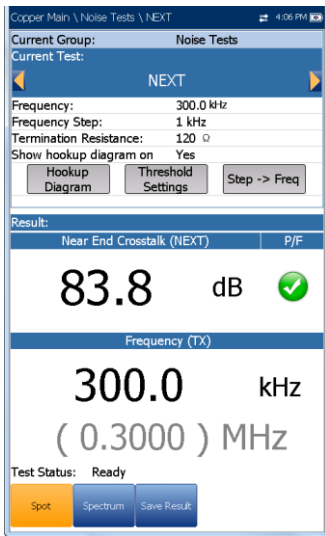 Copper Main \ Noise Tests \ NEXT 4:06 PM
Current Group: Noise Tests
Current Test:
NEXT
Frequency: 300.0 kHz
Frequency Step: 1 kHz
Termination Resistance: 120 Ω
Show hookup diagram on Yes
Hookup Diagram
Threshold Settings
Step -> Freq
Result:
Near End Crosstalk (NEXT) P/F
83.8 dB
Frequency (TX)
300.0 kHz
( 0.3000 ) MHz
Test Status: Ready
Spot Spectrum Save Result